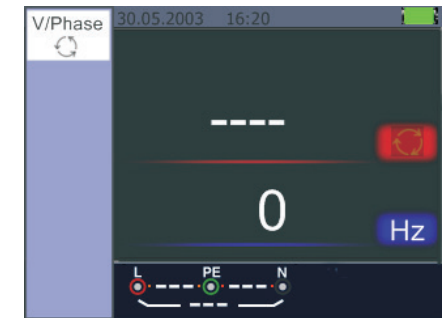 V/Phase
30.05.2003 16:20
----
0
Hz
L PE N
--- ---
---